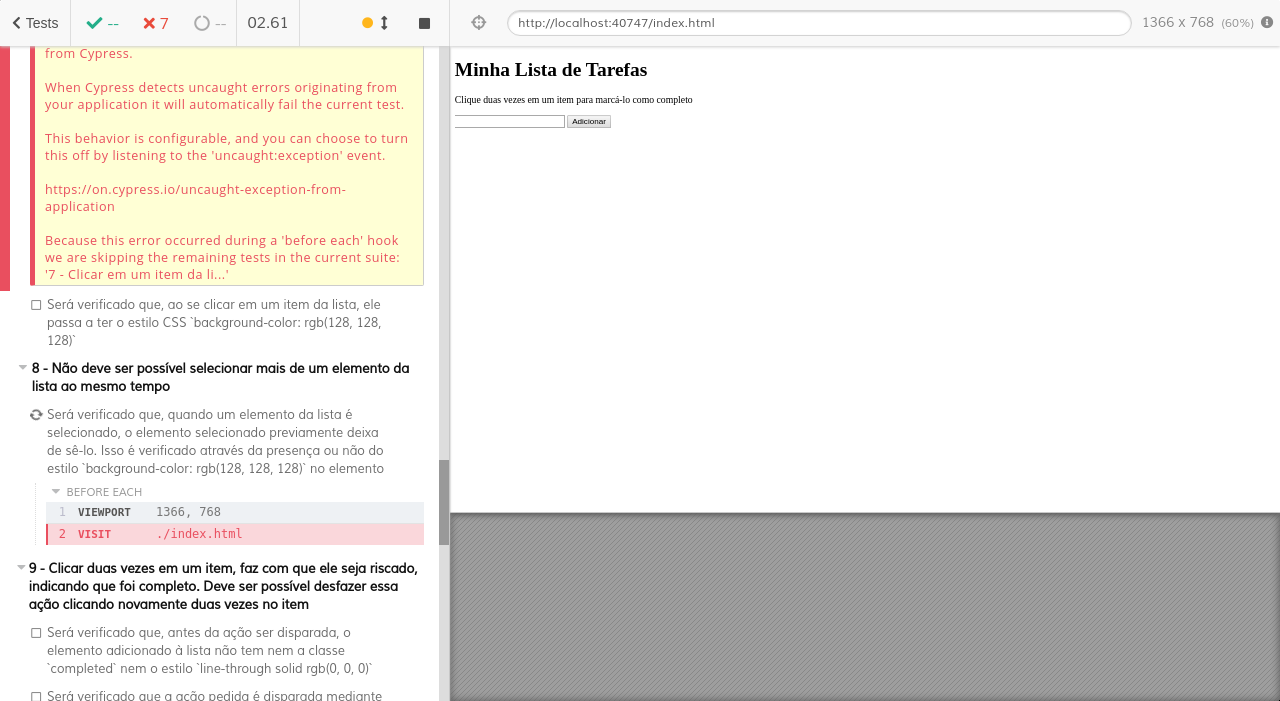 Tests
--
7
--
02.61
http://localhost:40747/index.html
1366 x 768 (60%)
from Cypress.
When Cypress detects uncaught errors originating from
your application it will automatically fail the current test.
This behavior is configurable, and you can choose to turn
this off by listening to the 'uncaught:exception' event.
https://on.cypress.io/uncaught-exception-from-
application
Because this error occurred during a 'before each' hook
we are skipping the remaining tests in the current suite:
'7 - Clicar em um item da li...'
Será verificado que, ao se clicar em um item da lista, ele
passa a ter o estilo CSS `background-color: rgb(128, 128,
128)`
8 - Não deve ser possível selecionar mais de um elemento da
lista ao mesmo tempo
Será verificado que, quando um elemento da lista é
selecionado, o elemento selecionado previamente deixa
de sê-lo. Isso é verificado através da presença ou não do
estilo `background-color: rgb(128, 128, 128)` no elemento
BEFORE EACH
1 VIEWPORT 1366, 768
2 VISIT ./index.html
9 - Clicar duas vezes em um item, faz com que ele seja riscado,
indicando que foi completo. Deve ser possível desfazer essa
ação clicando novamente duas vezes no item
Será verificado que, antes da ação ser disparada, o
elemento adicionado à lista não tem nem a classe
`completed` nem o estilo `line-through solid rgb(0, 0, 0)`
Será verificado que a ação pedida é disparada mediante
Minha Lista de Tarefas
Clique duas vezes em um item para marcá-lo como completo
Adicionar